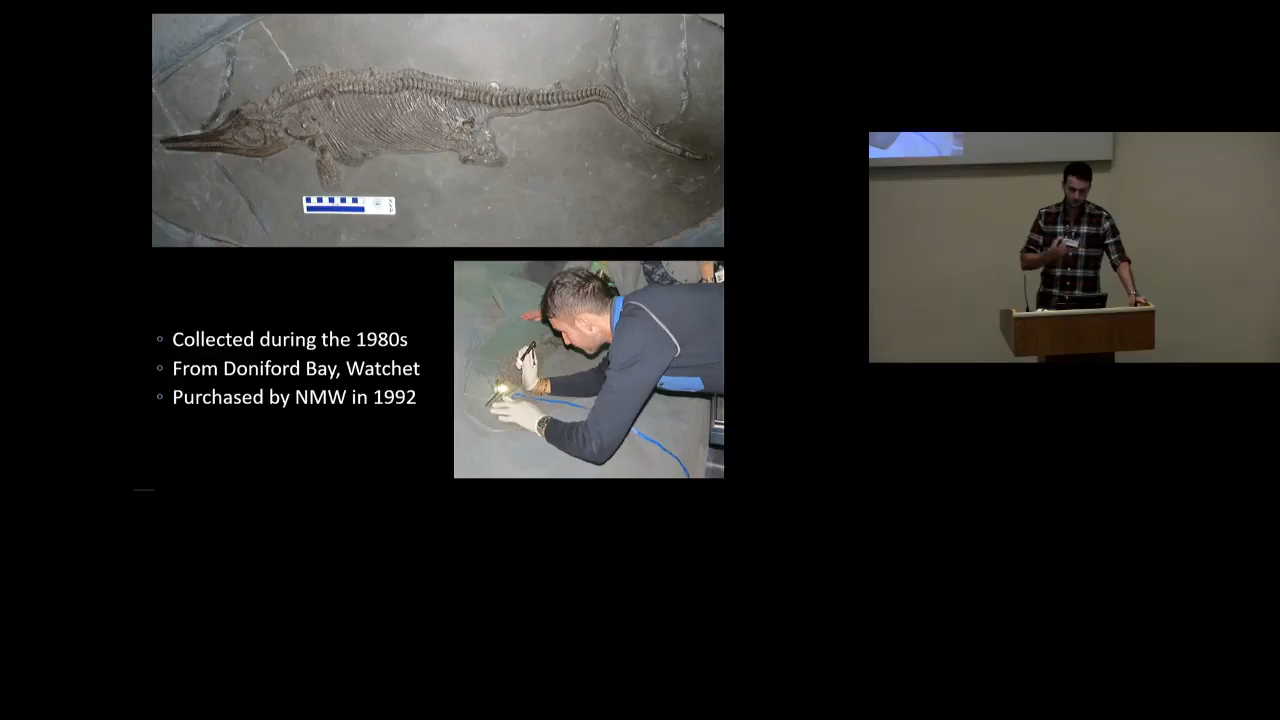 Collected during the 1980s
From Doniford Bay, Watchet
Purchased by NMW in 1992